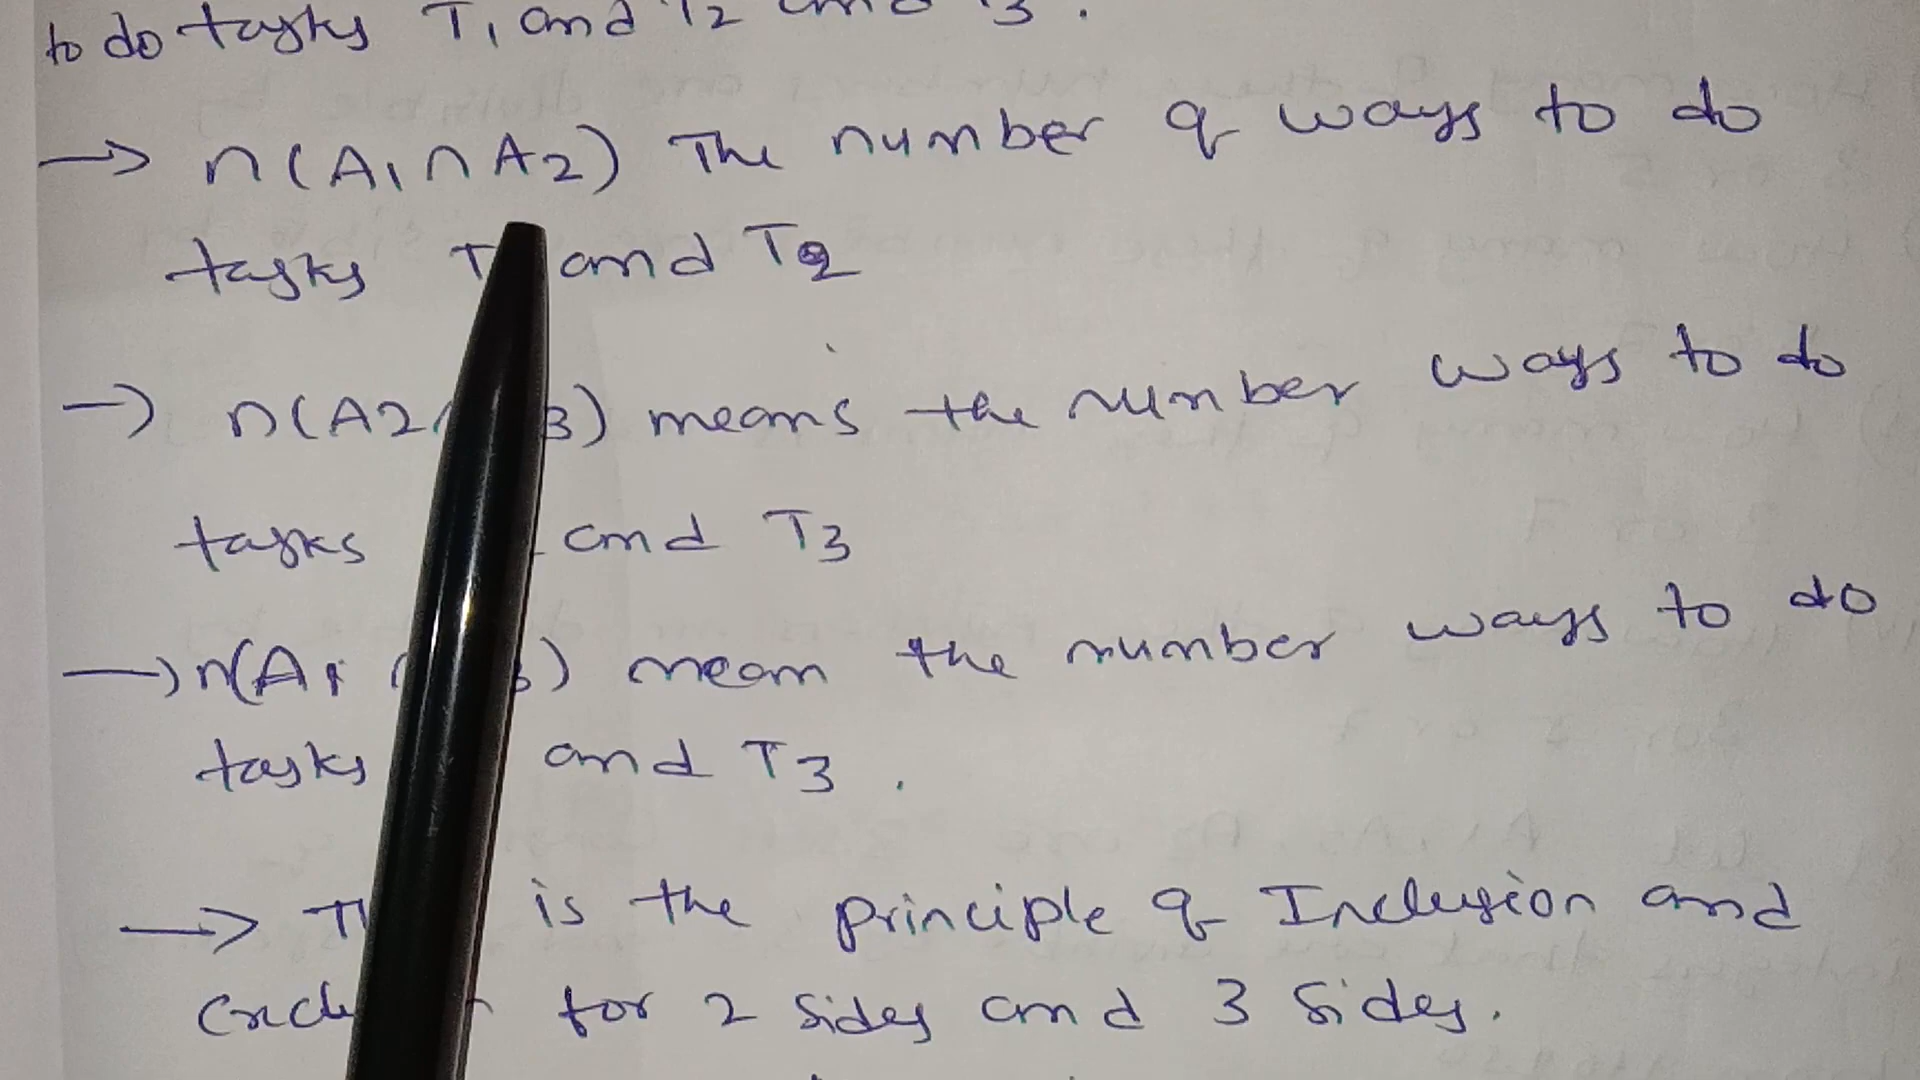 to do tasks T1 and T2 and T3.
→ n(A1∩A2) The number of ways to do
tasks and T2
→ n(A2 3) means the number ways to do
tasks and T3
→ n(A1 ) mean the number ways to do
tasks and T3.
→ is the principle of Inclusion and
for 2 sides and 3 sides.